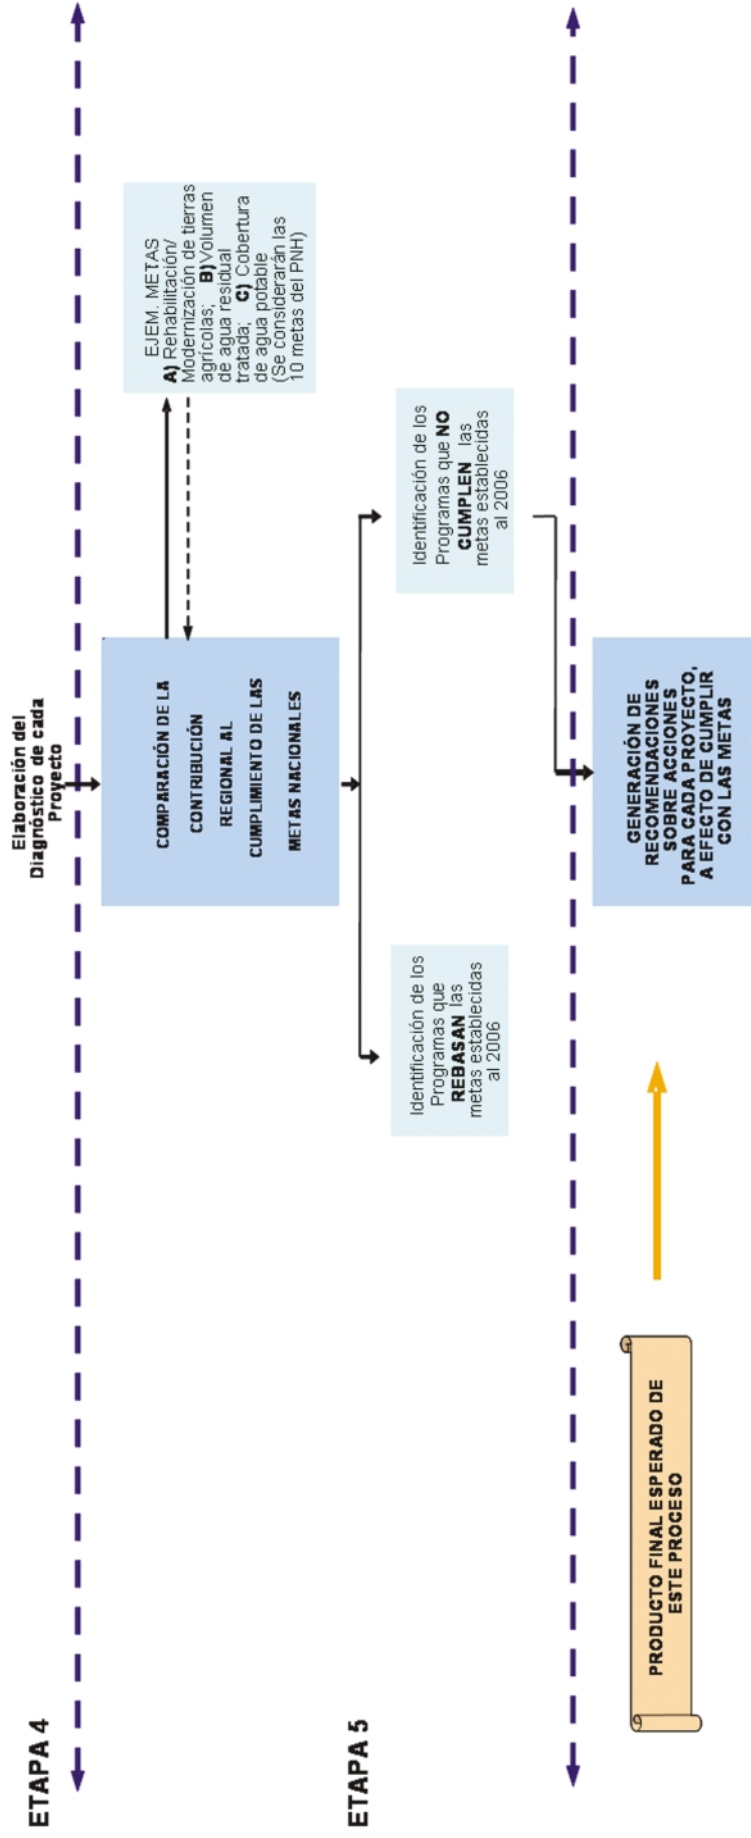 ETAPA 4
Elaboración del
Diagnóstico de cada
Proyecto
COMPARACIÓN DE LA
CONTRIBUCIÓN
REGIONAL AL
CUMPLIMIENTO DE LAS
METAS NACIONALES
EJEM. METAS
A) Rehabilitación/
Modernización de tierras
agrícolas; B)Volumen
de agua residual
tratada; C) Cobertura
de agua potable
(Se considerarán las
10 metas del PNH)
ETAPA 5
Identificación de los
Programas que
REBASAN las
metas establecidas
al 2006
Identificación de los
Programas que NO
CUMPLEN las
metas establecidas
al 2006
PRODUCTO FINAL ESPERADO DE
ESTE PROCESO
GENERACIÓN DE
RECOMENDACIONES
SOBRE ACCIONES
PARA CADA PROYECTO,
A EFECTO DE CUMPLIR
CON LAS METAS